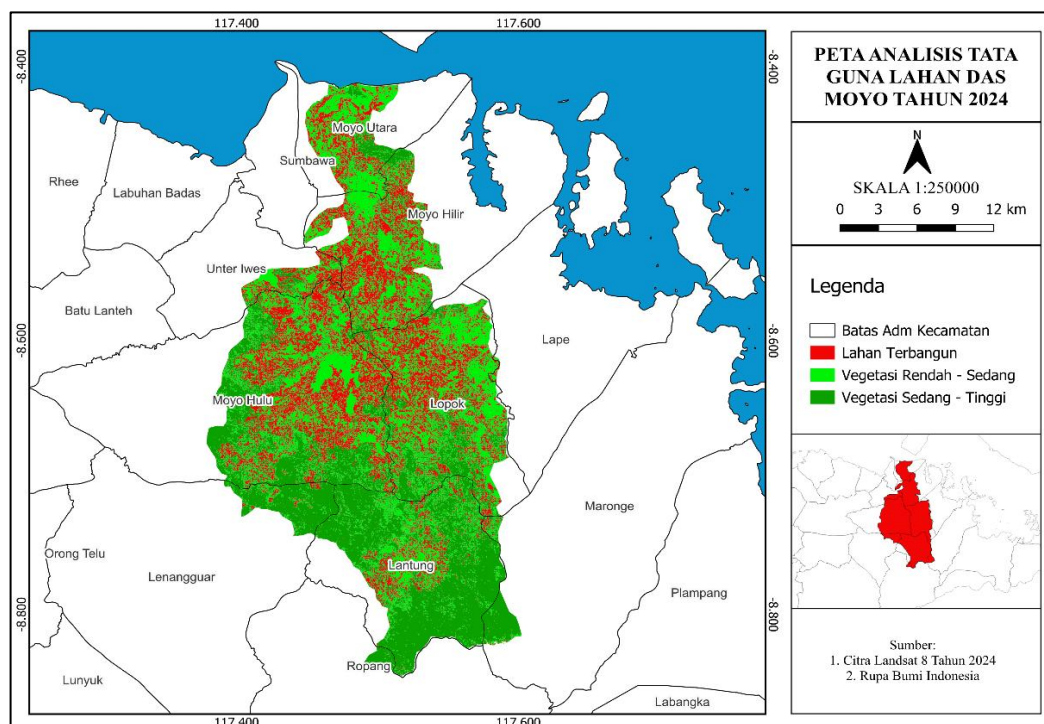 117.400 117.600
-8.400 -8.400
Moyo Utara
Sumbawa
Rhee
Labuhan Badas
Moyo Hilir
Unter Iwes
Batu Lanteh
-8.600 -8.600
Lape
Moyo Hulu
Lopok
Maronge
Orong Telu
Lenangguar
Lantung
Plampang
-8.800 -8.800
Ropang
Lunyuk
Labangka
117.400 117.600
PETA ANALISIS TATA
GUNA LAHAN DAS
MOYO TAHUN 2024
N
SKALA 1:250000
0 3 6 9 12 km
Legenda
Batas Adm Kecamatan
Lahan Terbangun
Vegetasi Rendah - Sedang
Vegetasi Sedang - Tinggi
Sumber:
1. Citra Landsat 8 Tahun 2024
2. Rupa Bumi Indonesia